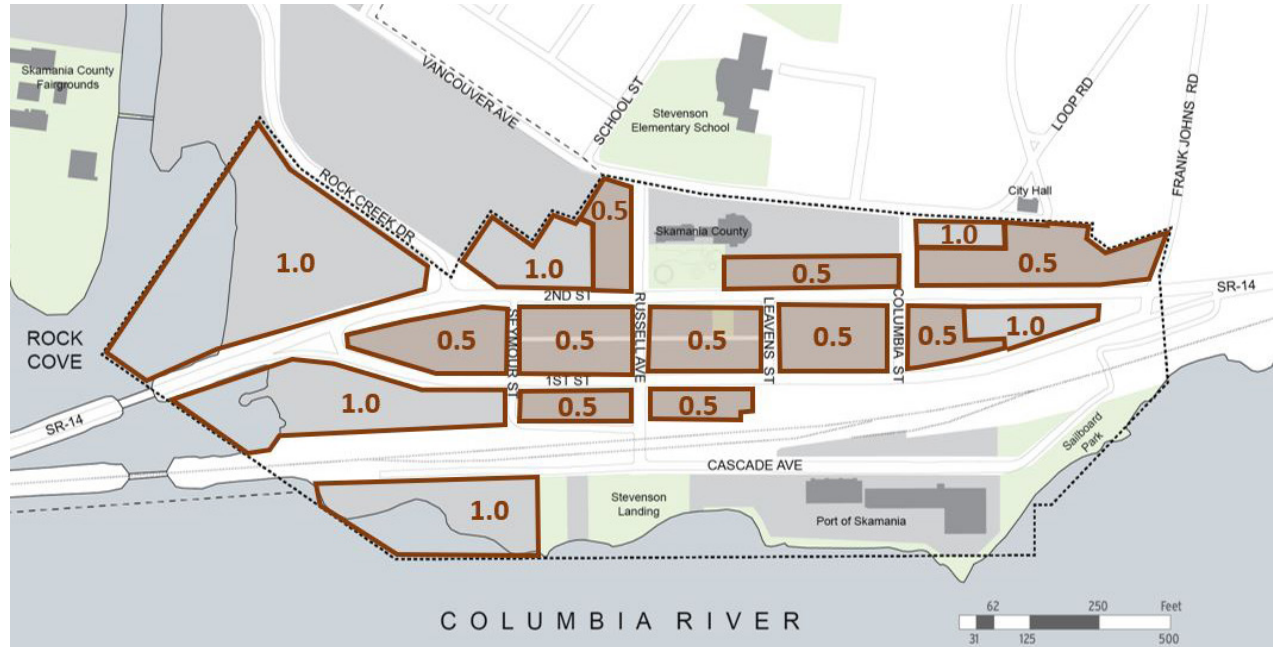 Skamania County
Fairgrounds
VANCOUVER AVE
SCHOOL ST
Stevenson
Elementary School
LOOP RD
FRANK JOHNS RD
City Hall
ROCK CREEK DR
0.5
Skamania County
1.0
1.0
1.0
0.5
0.5
2ND ST
RUSSELL AVE
LEAVENS ST
COLUMBIA ST
SR-14
ROCK
COVE
0.5
SEYMOUR ST
0.5
0.5
0.5
0.5
1.0
1ST ST
1.0
0.5
0.5
SR-14
CASCADE AVE
Sailboard
Park
1.0
Stevenson
Landing
Port of Skamania
COLUMBIA RIVER
62
250
Feet
31
125
500